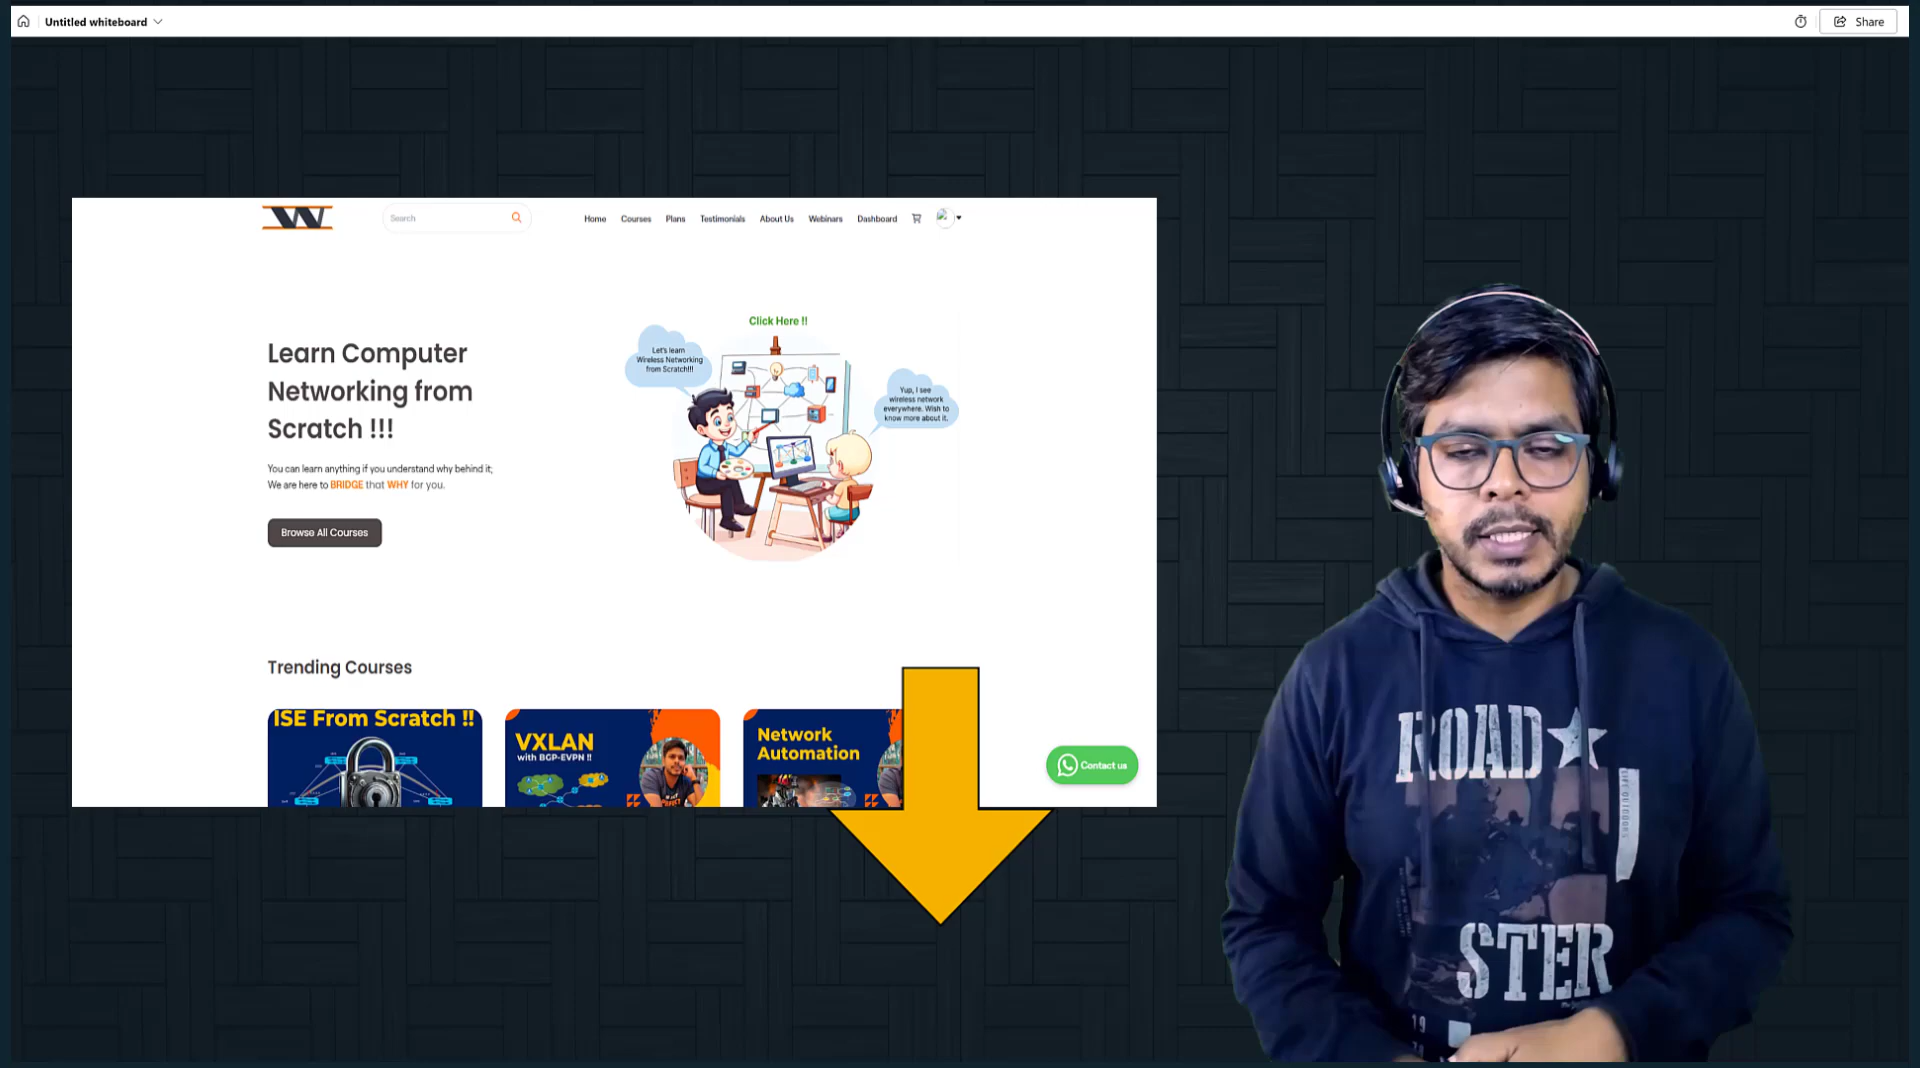 Untitled whiteboard
Share
W
Search
Home
Courses
Plans
Testimonials
About Us
Webinars
Dashboard
Click Here !!
Let's learn
Wireless Networking
from Scratch!!!
Yup, I see
wireless network
everywhere. Wish to
know more about it.
Learn Computer
Networking from
Scratch !!!
You can learn anything if you understand why behind it;
We are here to BRIDGE that WHY for you.
Browse All Courses
Trending Courses
ISE From Scratch !!
VXLAN
with BGP-EVPN !!
Network
Automation
Contact us
ROAD
STER
19